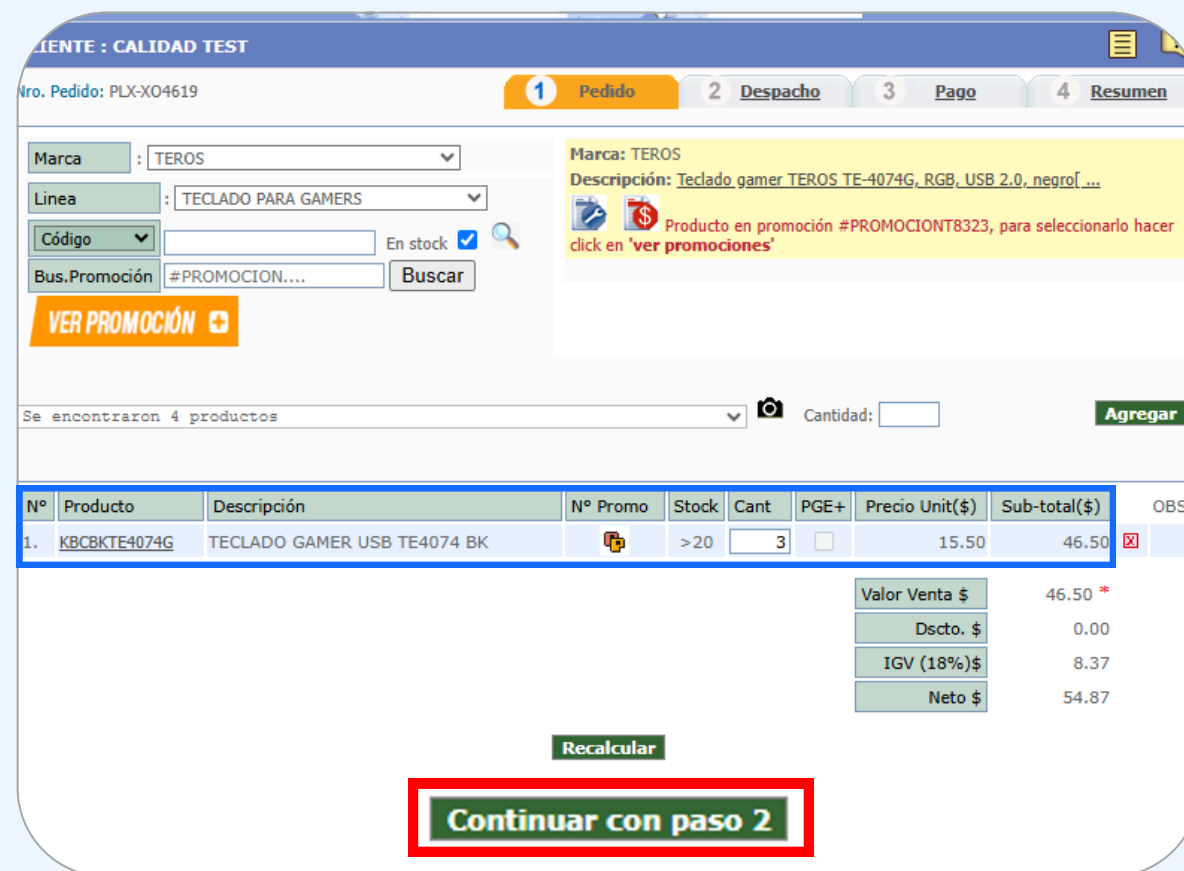 CLIENTE : CALIDAD TEST
Nro. Pedido: PLX-XO4619
1 Pedido 2 Despacho 3 Pago 4 Resumen
Marca : TEROS
Linea : TECLADO PARA GAMERS
Código En stock
Bus.Promoción #PROMOCION.... Buscar
VER PROMOCIÓN
Marca: TEROS
Descripción: Teclado gamer TEROS TE-4074G, RGB, USB 2.0, negro[ ...
Producto en promoción #PROMOCIONT8323, para seleccionarlo hacer
click en 'ver promociones'
Se encontraron 4 productos Cantidad: Agregar
N° Producto Descripción N° Promo Stock Cant PGE+ Precio Unit($) Sub-total($) OBS
1. KBCBKTE4074G TECLADO GAMER USB TE4074 BK >20 3 15.50 46.50 X
Valor Venta $ 46.50 *
Dscto. $ 0.00
IGV (18%)$ 8.37
Neto $ 54.87
Recalcular
Continuar con paso 2